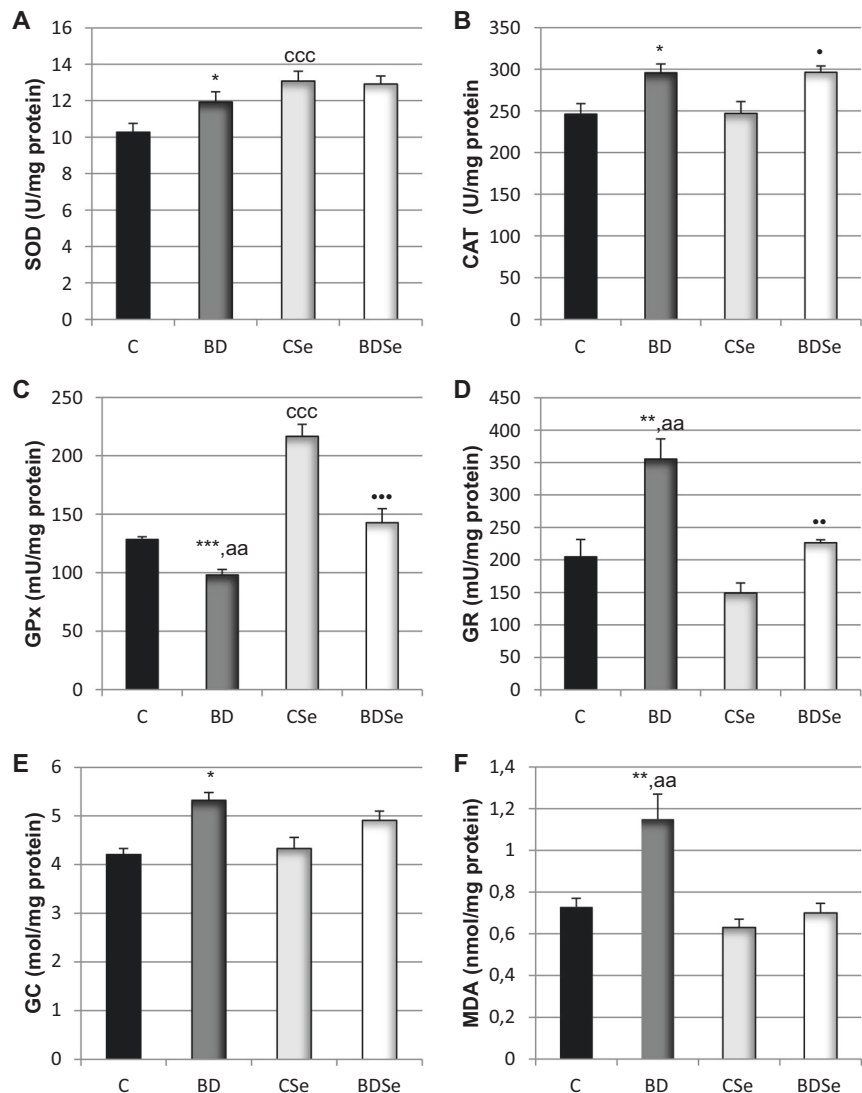 A
SOD (U/mg protein)
16
14
12
10
8
6
4
2
0
*
ccc
C BD CSe BDSe
B
CAT (U/mg protein)
350
300
250
200
150
100
50
0
*
•
C BD CSe BDSe
C
GPx (mU/mg protein)
250
200
150
100
50
0
***,aa
ccc
•••
C BD CSe BDSe
D
GR (mU/mg protein)
450
400
350
300
250
200
150
100
50
0
**,aa
••
C BD CSe BDSe
E
GC (mol/mg protein)
6
5
4
3
2
1
0
*
C BD CSe BDSe
F
MDA (nmol/mg protein)
1,4
1,2
1
0,8
0,6
0,4
0,2
0
**,aa
C BD CSe BDSe